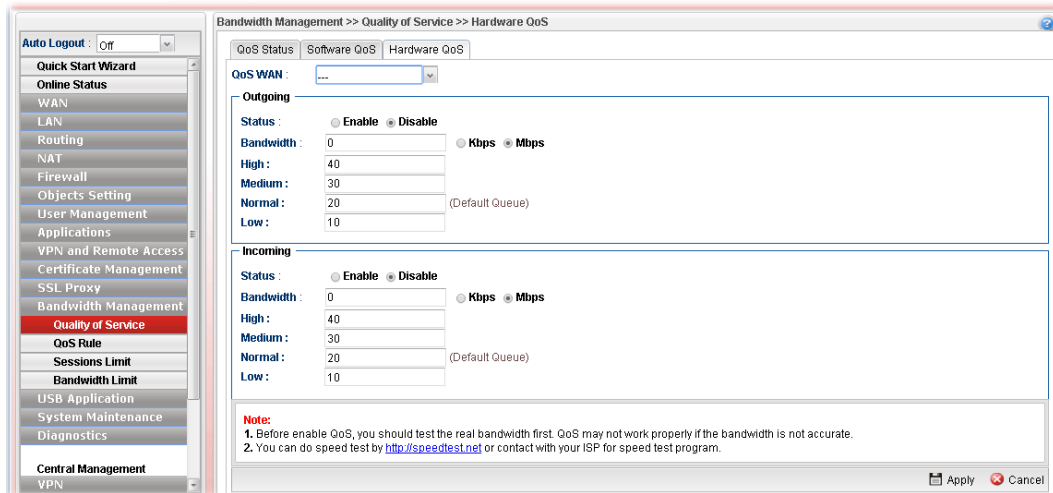 Bandwidth Management >> Quality of Service >> Hardware QoS
Auto Logout : Off
Quick Start Wizard
Online Status
WAN
LAN
Routing
NAT
Firewall
Objects Setting
User Management
Applications
VPN and Remote Access
Certificate Management
SSL Proxy
Bandwidth Management
Quality of Service
QoS Rule
Sessions Limit
Bandwidth Limit
USB Application
System Maintenance
Diagnostics
Central Management
VPN
QoS Status Software QoS Hardware QoS
QoS WAN : ---
Outgoing
Status : Enable Disable
Bandwidth : 0 Kbps Mbps
High : 40
Medium : 30
Normal : 20 (Default Queue)
Low : 10
Incoming
Status : Enable Disable
Bandwidth : 0 Kbps Mbps
High : 40
Medium : 30
Normal : 20 (Default Queue)
Low : 10
Note:
1. Before enable QoS, you should test the real bandwidth first. QoS may not work properly if the bandwidth is not accurate.
2. You can do speed test by http://speedtest.net or contact with your ISP for speed test program.
Apply Cancel